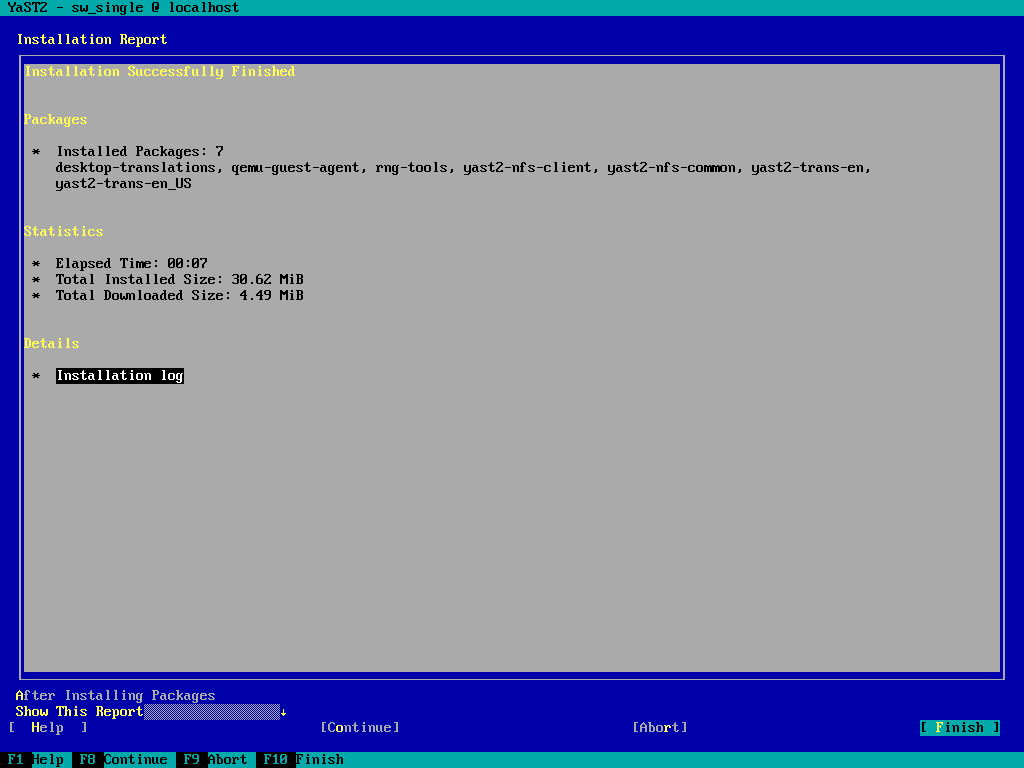 YaST2 - sw_single @ localhost
Installation Report
Installation Successfully Finished
Packages
* Installed Packages: 7
desktop-translations, qemu-guest-agent, rng-tools, yast2-nfs-client, yast2-nfs-common, yast2-trans-en,
yast2-trans-en_US
Statistics
* Elapsed Time: 00:07
* Total Installed Size: 30.62 MiB
* Total Downloaded Size: 4.49 MiB
Details
* Installation log
After Installing Packages
Show This Report↓
[ Help ] [Continue] [Abort] [ Finish ]
F1 Help F8 Continue F9 Abort F10 Finish